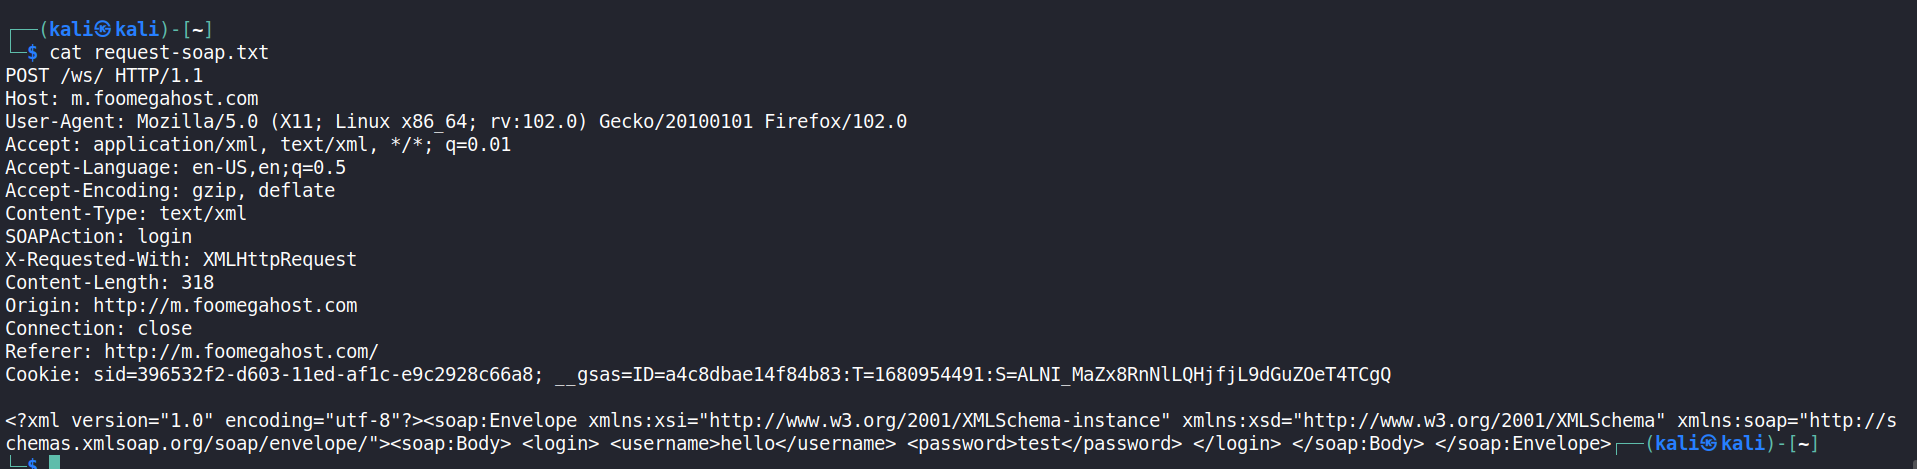 ┌──(kali㉿kali)-[~]
└─$ cat request-soap.txt
POST /ws/ HTTP/1.1
Host: m.foomegahost.com
User-Agent: Mozilla/5.0 (X11; Linux x86_64; rv:102.0) Gecko/20100101 Firefox/102.0
Accept: application/xml, text/xml, */*; q=0.01
Accept-Language: en-US,en;q=0.5
Accept-Encoding: gzip, deflate
Content-Type: text/xml
SOAPAction: login
X-Requested-With: XMLHttpRequest
Content-Length: 318
Origin: http://m.foomegahost.com
Connection: close
Referer: http://m.foomegahost.com/
Cookie: sid=396532f2-d603-11ed-af1c-e9c2928c66a8; __gsas=ID=a4c8dbae14f84b83:T=1680954491:S=ALNI_MaZx8RnNlLQHjfjL9dGuZOeT4TCgQ
<?xml version="1.0" encoding="utf-8"?><soap:Envelope xmlns:xsi="http://www.w3.org/2001/XMLSchema-instance" xmlns:xsd="http://www.w3.org/2001/XMLSchema" xmlns:soap="http://s
chemas.xmlsoap.org/soap/envelope/"><soap:Body> <login> <username>hello</username> <password>test</password> </login> </soap:Body> </soap:Envelope>┌──(kali㉿kali)-[~]
└─$